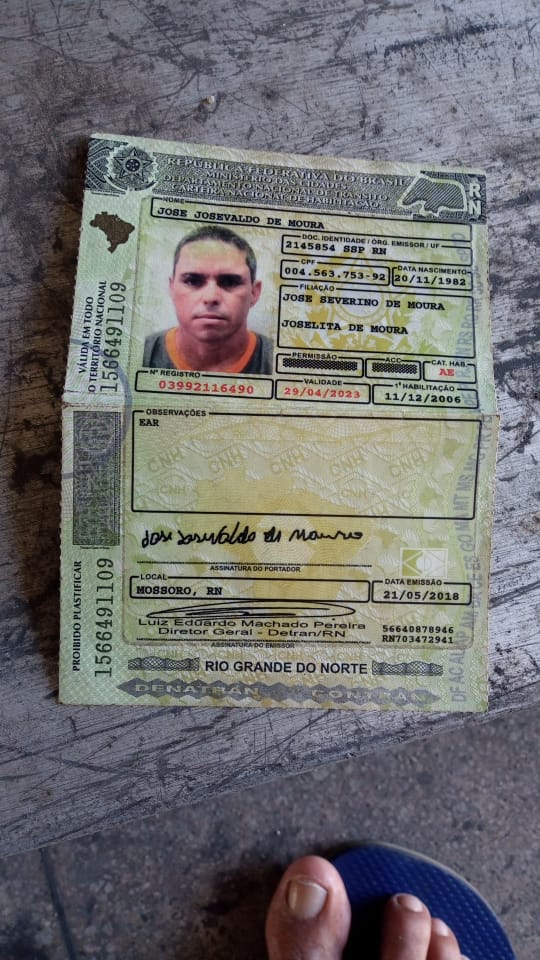 REPÚBLICA FEDERATIVA DO BRASIL
MINISTÉRIO DAS CIDADES
DEPARTAMENTO NACIONAL DE TRÂNSITO
CARTEIRA NACIONAL DE HABILITAÇÃO
RN
NOME
JOSE JOSEVALDO DE MOURA
DOC. IDENTIDADE / ÓRG. EMISSOR / UF
2145854 SSP RN
CPF
004.563.753-92
DATA NASCIMENTO
20/11/1982
FILIAÇÃO
JOSE SEVERINO DE MOURA
JOSELITA DE MOURA
PERMISSÃO
ACC
CAT. HAB.
AE
Nº REGISTRO
03992116490
VALIDADE
29/04/2023
1ª HABILITAÇÃO
11/12/2006
VÁLIDA EM TODO
O TERRITÓRIO NACIONAL
1566491109
OBSERVAÇÕES
EAR
CNH
ASSINATURA DO PORTADOR
LOCAL
MOSSORO, RN
DATA EMISSÃO
21/05/2018
Luiz Eduardo Machado Pereira
Diretor Geral - Detran/RN
ASSINATURA DO EMISSOR
56640878946
RN703472941
PROIBIDO PLASTIFICAR
1566491109
RIO GRANDE DO NORTE
DENATRAN CONTRAN